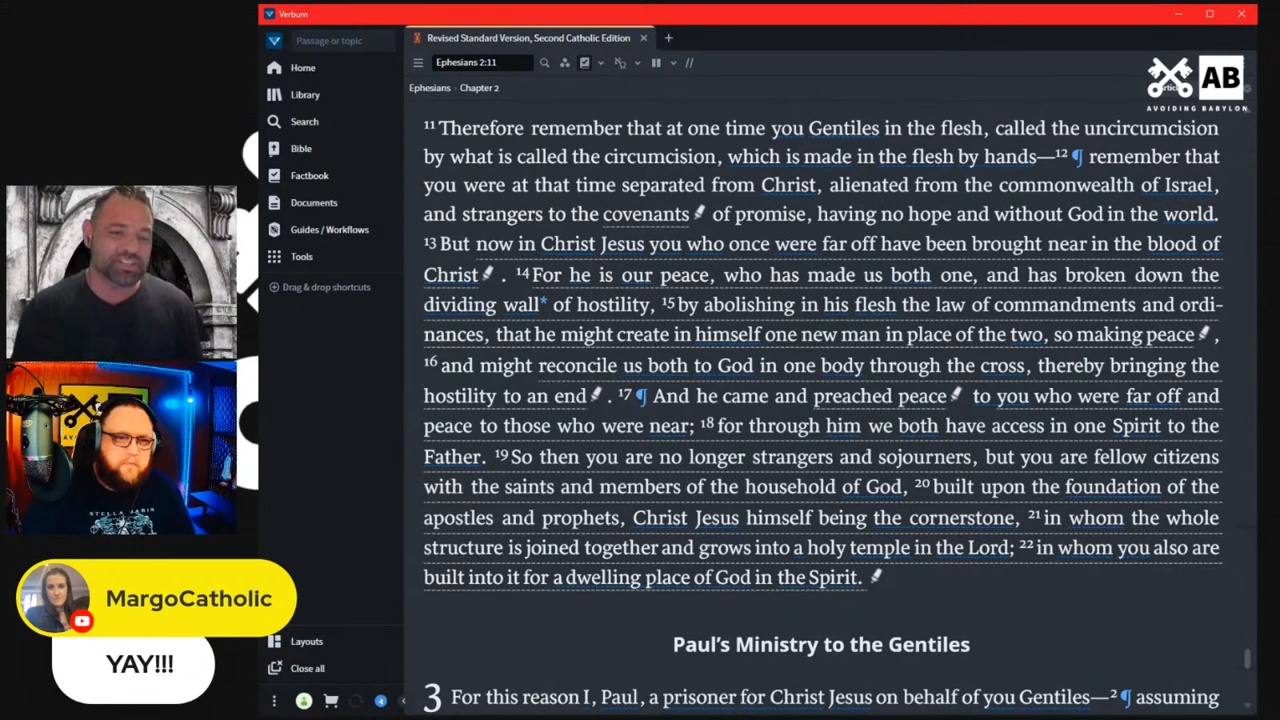 Verbum
Passage or topic
Home
Library
Search
Bible
Factbook
Documents
Guides / Workflows
Tools
Drag & drop shortcuts
Layouts
Close all
4
Revised Standard Version, Second Catholic Edition
Ephesians 2:11
Ephesians › Chapter 2
AB
AVOIDING BABYLON
11 Therefore remember that at one time you Gentiles in the flesh, called the uncircumcision
by what is called the circumcision, which is made in the flesh by hands—12 ¶ remember that
you were at that time separated from Christ, alienated from the commonwealth of Israel,
and strangers to the covenants of promise, having no hope and without God in the world.
13 But now in Christ Jesus you who once were far off have been brought near in the blood of
Christ . 14 For he is our peace, who has made us both one, and has broken down the
dividing wall* of hostility, 15 by abolishing in his flesh the law of commandments and ordi-
nances, that he might create in himself one new man in place of the two, so making peace ,
16 and might reconcile us both to God in one body through the cross, thereby bringing the
hostility to an end . 17 ¶ And he came and preached peace to you who were far off and
peace to those who were near; 18 for through him we both have access in one Spirit to the
Father. 19 So then you are no longer strangers and sojourners, but you are fellow citizens
with the saints and members of the household of God, 20 built upon the foundation of the
apostles and prophets, Christ Jesus himself being the cornerstone, 21 in whom the whole
structure is joined together and grows into a holy temple in the Lord; 22 in whom you also are
built into it for a dwelling place of God in the Spirit.
Paul's Ministry to the Gentiles
3 For this reason I, Paul, a prisoner for Christ Jesus on behalf of you Gentiles—2 ¶ assuming
STELLA MARIS
MargoCatholic
YAY!!!